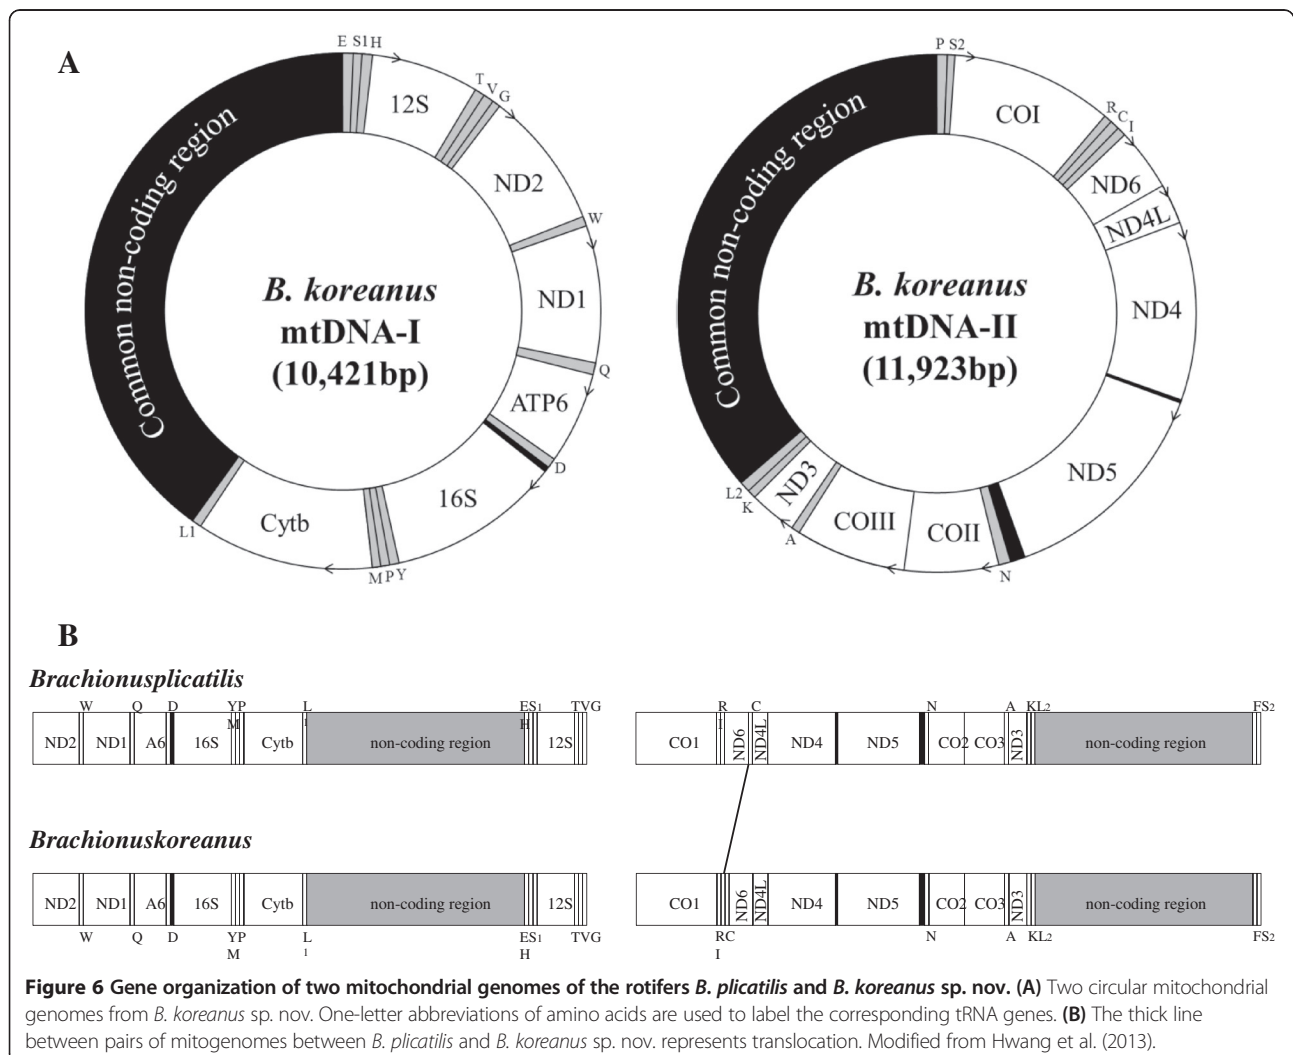 A
E S1 H
12S
T
V
G
ND2
W
ND1
Q
ATP6
D
16S
M P Y
Cytb
L1
Common non-coding region
B. koreanus
mtDNA-I
(10,421bp)
P S2
COI
R
C
I
ND6
ND4L
ND4
ND5
N
COII
COIII
A
ND3
K
L2
Common non-coding region
B. koreanus
mtDNA-II
(11,923bp)
B
Brachionusplicatilis
W Q D YP L ES1 TVG R C N A KL2 FS2
M 1 H I
ND2 ND1 A6 16S Cytb non-coding region 12S CO1 ND6 ND4L ND4 ND5 CO2 CO3 ND3 non-coding region
Brachionuskoreanus
ND2 ND1 A6 16S Cytb non-coding region 12S CO1 ND6 ND4L ND4 ND5 CO2 CO3 ND3 non-coding region
W Q D YP L ES1 TVG RC N A KL2 FS2
M 1 H I
Figure 6 Gene organization of two mitochondrial genomes of the rotifers B. plicatilis and B. koreanus sp. nov. (A) Two circular mitochondrial
genomes from B. koreanus sp. nov. One-letter abbreviations of amino acids are used to label the corresponding tRNA genes. (B) The thick line
between pairs of mitogenomes between B. plicatilis and B. koreanus sp. nov. represents translocation. Modified from Hwang et al. (2013).